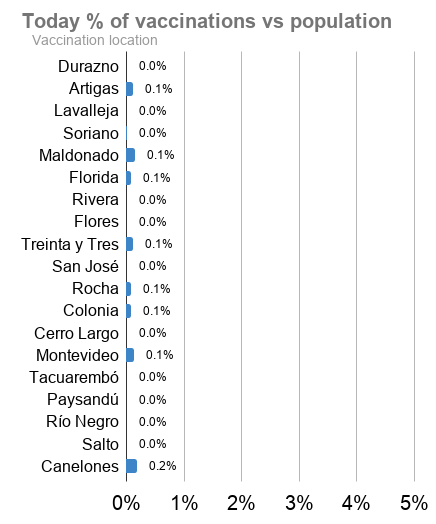 Today % of vaccinations vs population
Vaccination location
Durazno 0.0%
Artigas 0.1%
Lavalleja 0.0%
Soriano 0.0%
Maldonado 0.1%
Florida 0.1%
Rivera 0.0%
Flores 0.0%
Treinta y Tres 0.1%
San José 0.0%
Rocha 0.1%
Colonia 0.1%
Cerro Largo 0.0%
Montevideo 0.1%
Tacuarembó 0.0%
Paysandú 0.0%
Río Negro 0.0%
Salto 0.0%
Canelones 0.2%
0% 1% 2% 3% 4% 5%